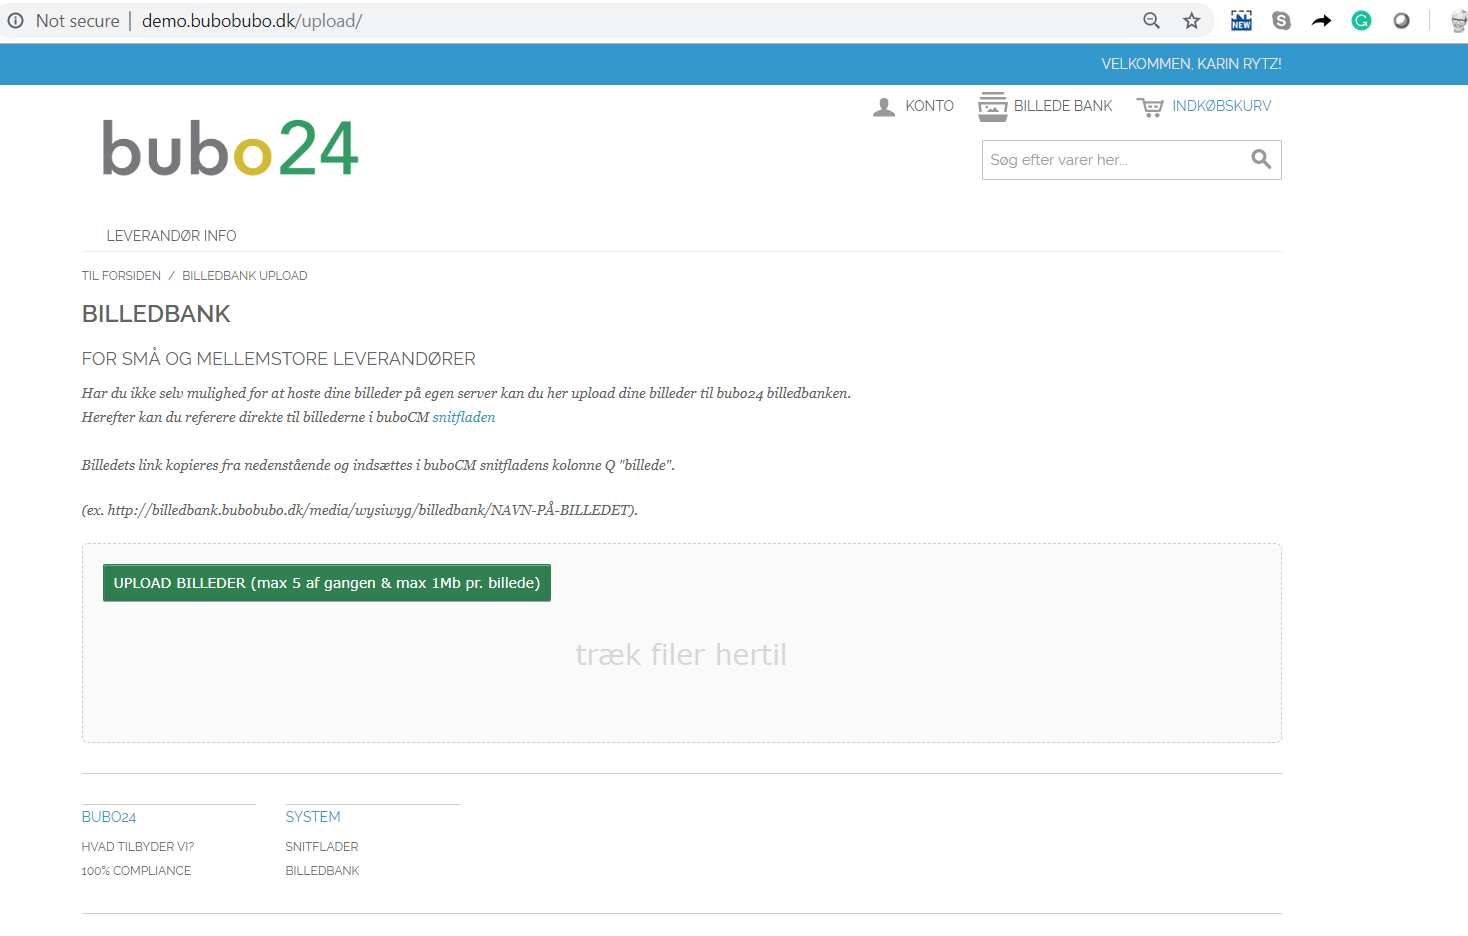 Not secure | demo.bubobubo.dk/upload/
NEW
S
G
VELKOMMEN, KARIN RYTZ!
KONTO
BILLEDE BANK
INDKØBSKURV
bubo24
Søg efter varer her...
LEVERANDØR INFO
TIL FORSIDEN / BILLEDBANK UPLOAD
BILLEDBANK
FOR SMÅ OG MELLEMSTORE LEVERANDØRER
Har du ikke selv mulighed for at hoste dine billeder på egen server kan du her upload dine billeder til bubo24 billedbanken.
Herefter kan du referere direkte til billederne i buboCM snitfladen
Billedets link kopieres fra nedenstående og indsættes i buboCM snitfladens kolonne Q "billede".
(ex. http://billedbank.bubobubo.dk/media/wysiwyg/billedbank/NAVN-PÅ-BILLEDET).
UPLOAD BILLEDER (max 5 af gangen & max 1Mb pr. billede)
træk filer hertil
BUBO24
HVAD TILBYDER VI?
100% COMPLIANCE
SYSTEM
SNITFLADER
BILLEDBANK